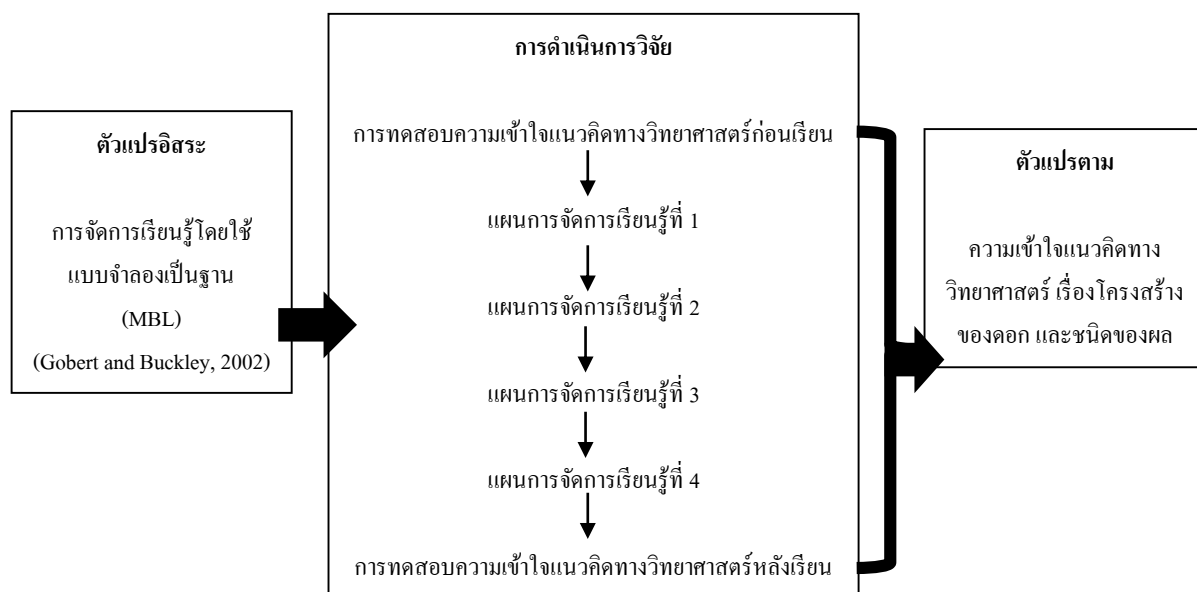 ตัวแปรอิสระ
การจัดการเรียนรู้โดยใช้
แบบจำลองเป็นฐาน
(MBL)
(Gobert and Buckley, 2002)
การดำเนินการวิจัย
การทดสอบความเข้าใจแนวคิดทางวิทยาศาสตร์ก่อนเรียน
แผนการจัดการเรียนรู้ที่ 1
แผนการจัดการเรียนรู้ที่ 2
แผนการจัดการเรียนรู้ที่ 3
แผนการจัดการเรียนรู้ที่ 4
การทดสอบความเข้าใจแนวคิดทางวิทยาศาสตร์หลังเรียน
ตัวแปรตาม
ความเข้าใจแนวคิดทาง
วิทยาศาสตร์ เรื่องโครงสร้าง
ของดอก และชนิดของผล